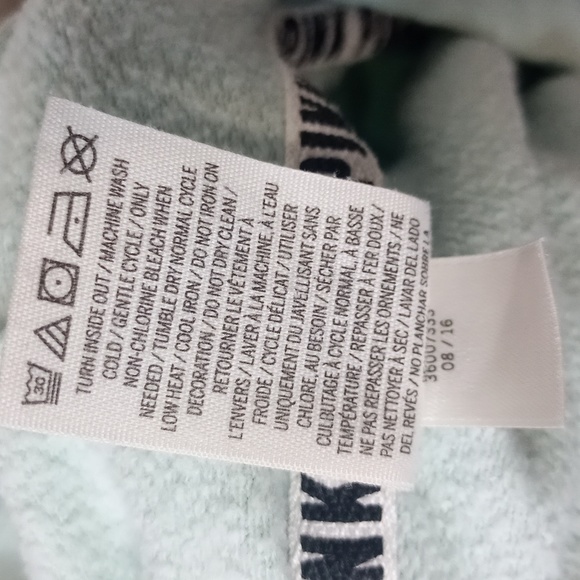 30
TURN INSIDE OUT / MACHINE WASH
COLD / GENTLE CYCLE / ONLY
NON-CHLORINE BLEACH WHEN
NEEDED / TUMBLE DRY NORMAL CYCLE
LOW HEAT / COOL IRON / DO NOT IRON ON
DECORATION / DO NOT DRY CLEAN /
RETOURNER LE VÊTEMENT À
L'ENVERS / LAVER À LA MACHINE À L'EAU
FROIDE / CYCLE DÉLICAT / UTILISER
UNIQUEMENT DU JAVELLISANT SANS
CHLORE, AU BESOIN / SÉCHER PAR
CULBUTAGE À CYCLE NORMAL, À BASSE
TEMPÉRATURE / REPASSER À FER DOUX /
NE PAS REPASSER LES ORNEMENTS / NE
PAS NETTOYER À SEC / LAVAR DEL LADO
DEL REVÉS / NO PLANCHAR SOBRE LA
36007333
08 / 16
NK